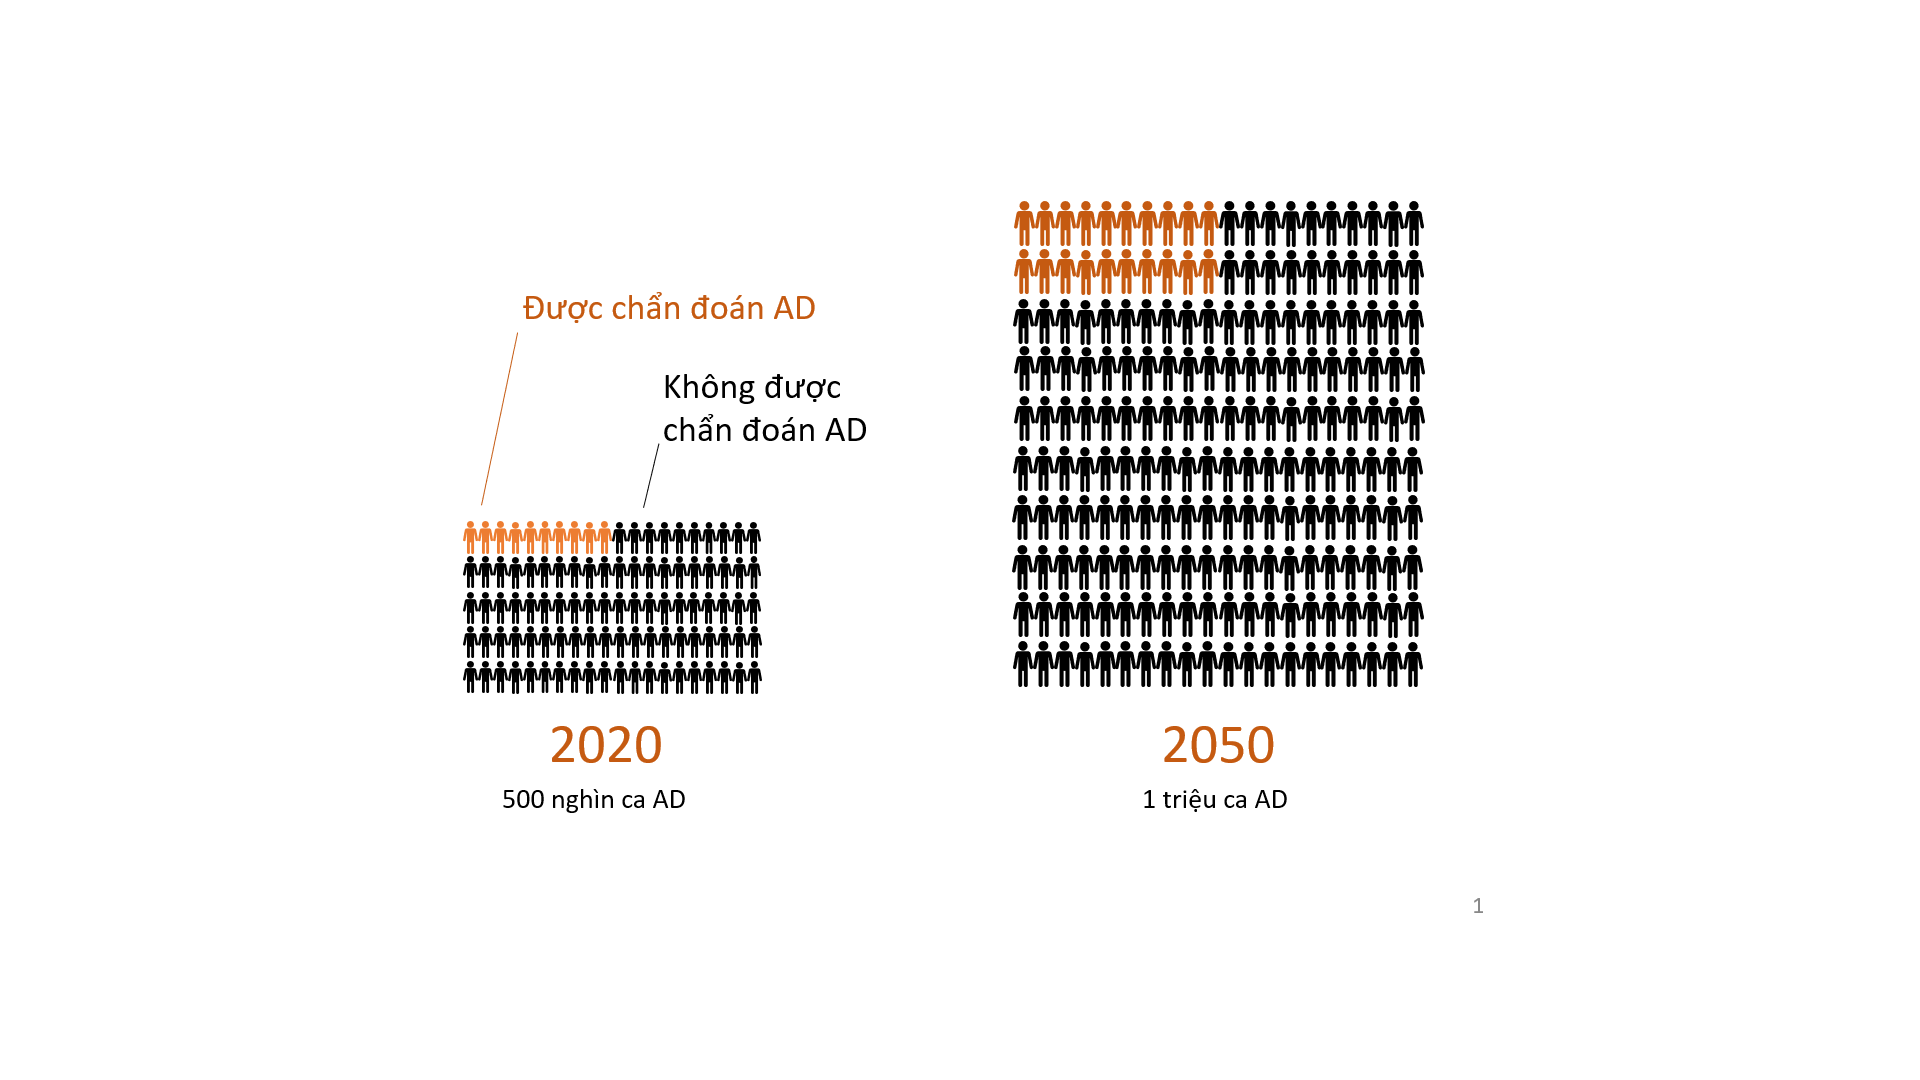 Được chẩn đoán AD
Không được
chẩn đoán AD
2020
500 nghìn ca AD
2050
1 triệu ca AD
1